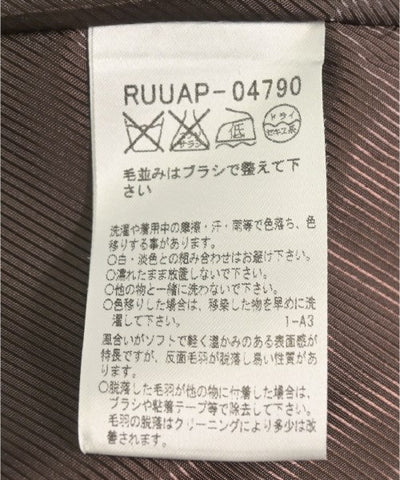 RUUAP-04790
エンソ
サラシ
低
ドライ
セキユ系
毛並みはブラシで整えて下
さい
洗濯や着用中の摩擦・汗・雨等で色落ち、色
移りする事があります。
○白・淡色との組み合わせはお避け下さい。
○濡れたまま放置しないで下さい。
○他の物と一緒に洗わないで下さい。
○色移りした場合は、移染した物を早めに洗
濯して下さい。 1-A3
風合いがソフトで軽く温かみのある表面感が
特長ですが、反面毛羽が脱落し易い性質があ
ります。
○脱落した毛羽が他の物に付着した場合は、
ブラシや粘着テープ等で除去して下さい。
毛羽の脱落はクリーニングにより多少は改
善されます。